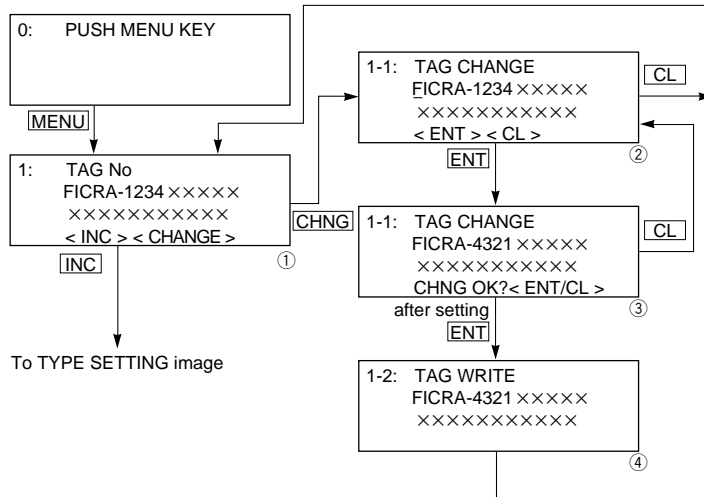 0: PUSH MENU KEY
MENU
1: TAG No
FICRA-1234 ×××××
×××××××××××
< INC > < CHANGE >
①
INC
CHNG
To TYPE SETTING image
1-1: TAG CHANGE
FICRA-1234 ×××××
×××××××××××
< ENT > < CL >
②
CL
ENT
1-1: TAG CHANGE
FICRA-4321 ×××××
×××××××××××
CHNG OK?< ENT/CL >
③
CL
after setting
ENT
1-2: TAG WRITE
FICRA-4321 ×××××
×××××××××××
④